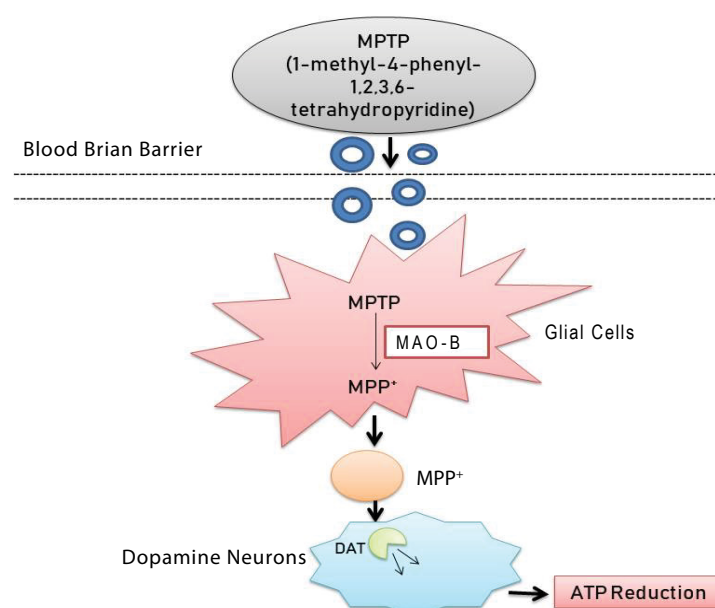 MPTP
(1-methyl-4-phenyl-
1,2,3,6-
tetrahydropyridine)
Blood Brian Barrier
MPTP
MAO-B
Glial Cells
MPP⁺
MPP⁺
DAT
Dopamine Neurons
ATP Reduction